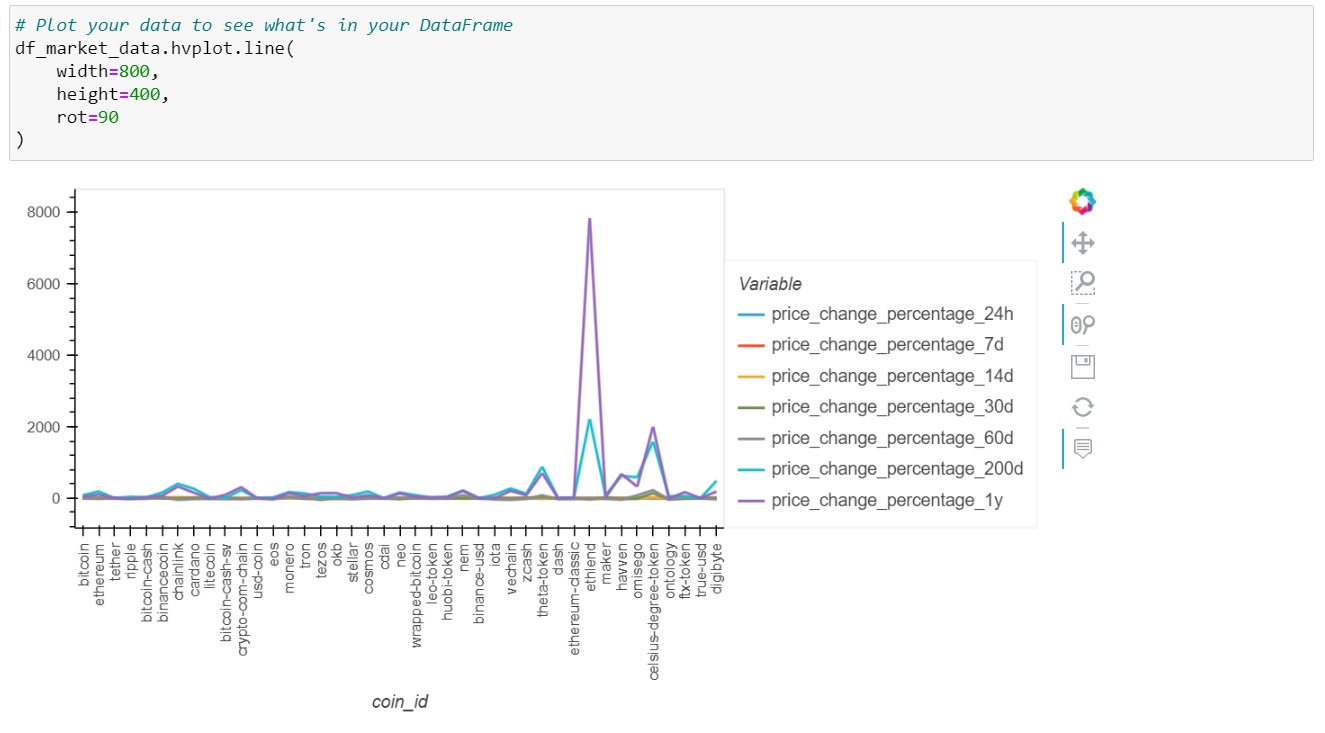 # Plot your data to see what's in your DataFrame
df_market_data.hvplot.line(
    width=800,
    height=400,
    rot=90
)
8000
6000
4000
2000
0
Variable
price_change_percentage_24h
price_change_percentage_7d
price_change_percentage_14d
price_change_percentage_30d
price_change_percentage_60d
price_change_percentage_200d
price_change_percentage_1y
bitcoin
ethereum
tether
ripple
bitcoin-cash
binancecoin
chainlink
cardano
litecoin
bitcoin-cash-sv
crypto-com-chain
usd-coin
eos
monero
tron
tezos
okb
stellar
cosmos
cdai
neo
wrapped-bitcoin
leo-token
huobi-token
nem
binance-usd
iota
vechain
zcash
theta-token
dash
ethereum-classic
ethlend
maker
havven
omisego
celsius-degree-token
ontology
ftx-token
true-usd
digibyte
coin_id